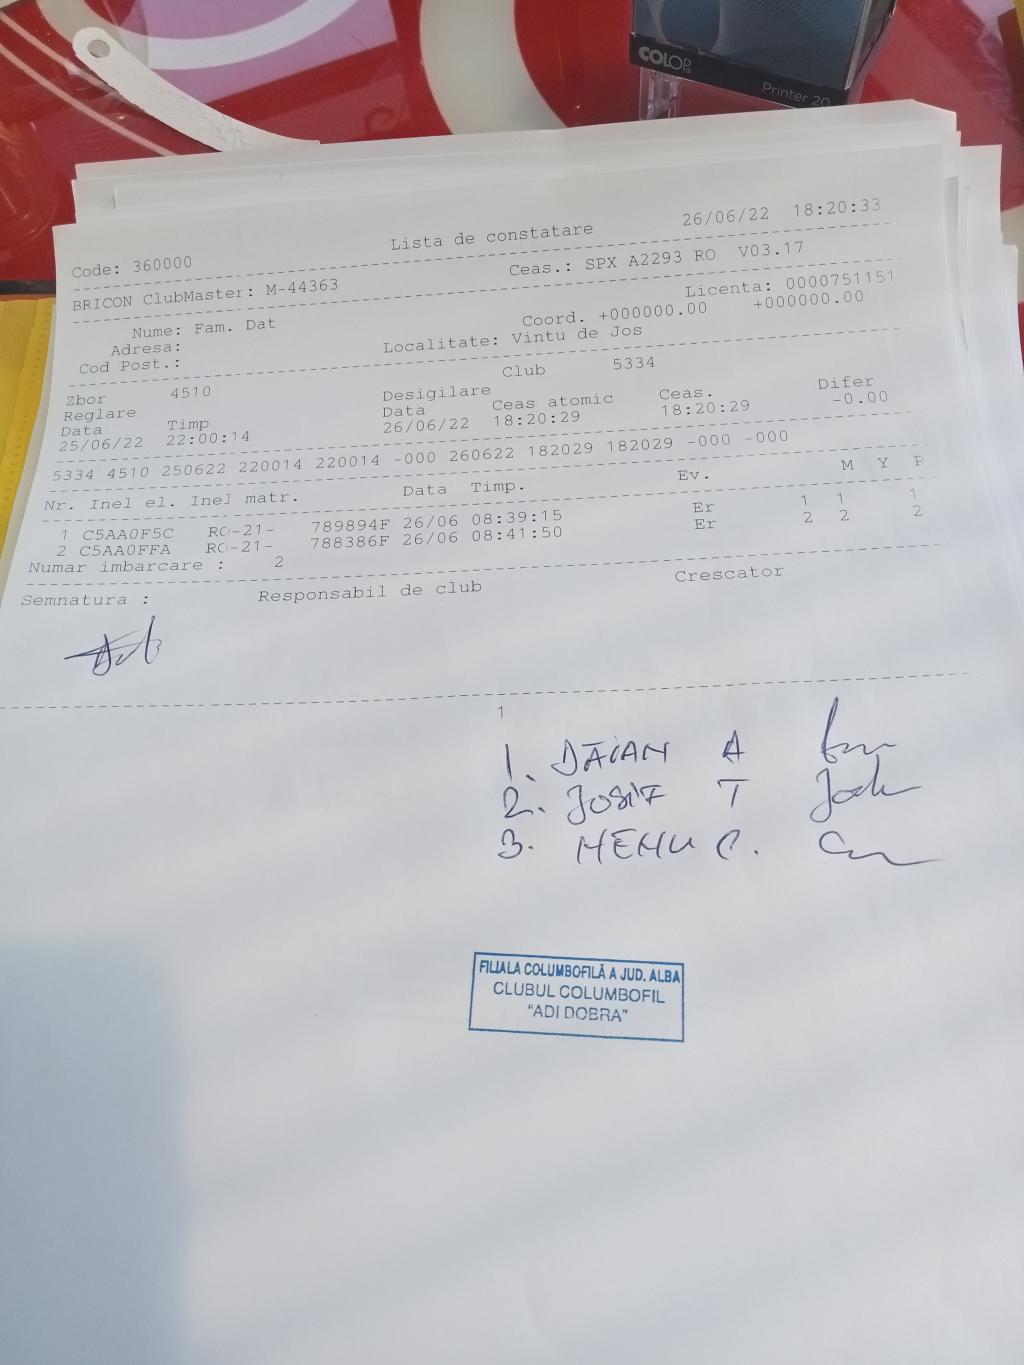 COLOP
Printer 20
Lista de constatare 26/06/22 18:20:33
Code: 360000
BRICON ClubMaster: M-44363 Ceas.: SPX A2293 RO V03.17
Licenta: 0000751151
Nume: Fam. Dat Coord. +000000.00 +000000.00
Adresa:
Cod Post.: Localitate: Vintu de Jos
Club 5334
Zbor 4510 Desigilare
Reglare Data Ceas atomic Ceas. Difer
Data Timp 26/06/22 18:20:29 18:20:29 -0.00
25/06/22 22:00:14
5334 4510 250622 220014 220014 -000 260622 182029 182029 -000 -000
Nr. Inel el. Inel matr. Data Timp. Ev. M Y P
1 C5AA0F5C RO-21- 789894F 26/06 08:39:15 Er 1 1 1
2 C5AA0FFA RO-21- 788386F 26/06 08:41:50 Er 2 2 2
Numar imbarcare : 2
Semnatura : Responsabil de club Crescator
1
1. DĂIAN A
2. JOSIF T
3. C.
FILIALA COLUMBOFILĂ A JUD. ALBA
CLUBUL COLUMBOFIL
"ADI DOBRA"